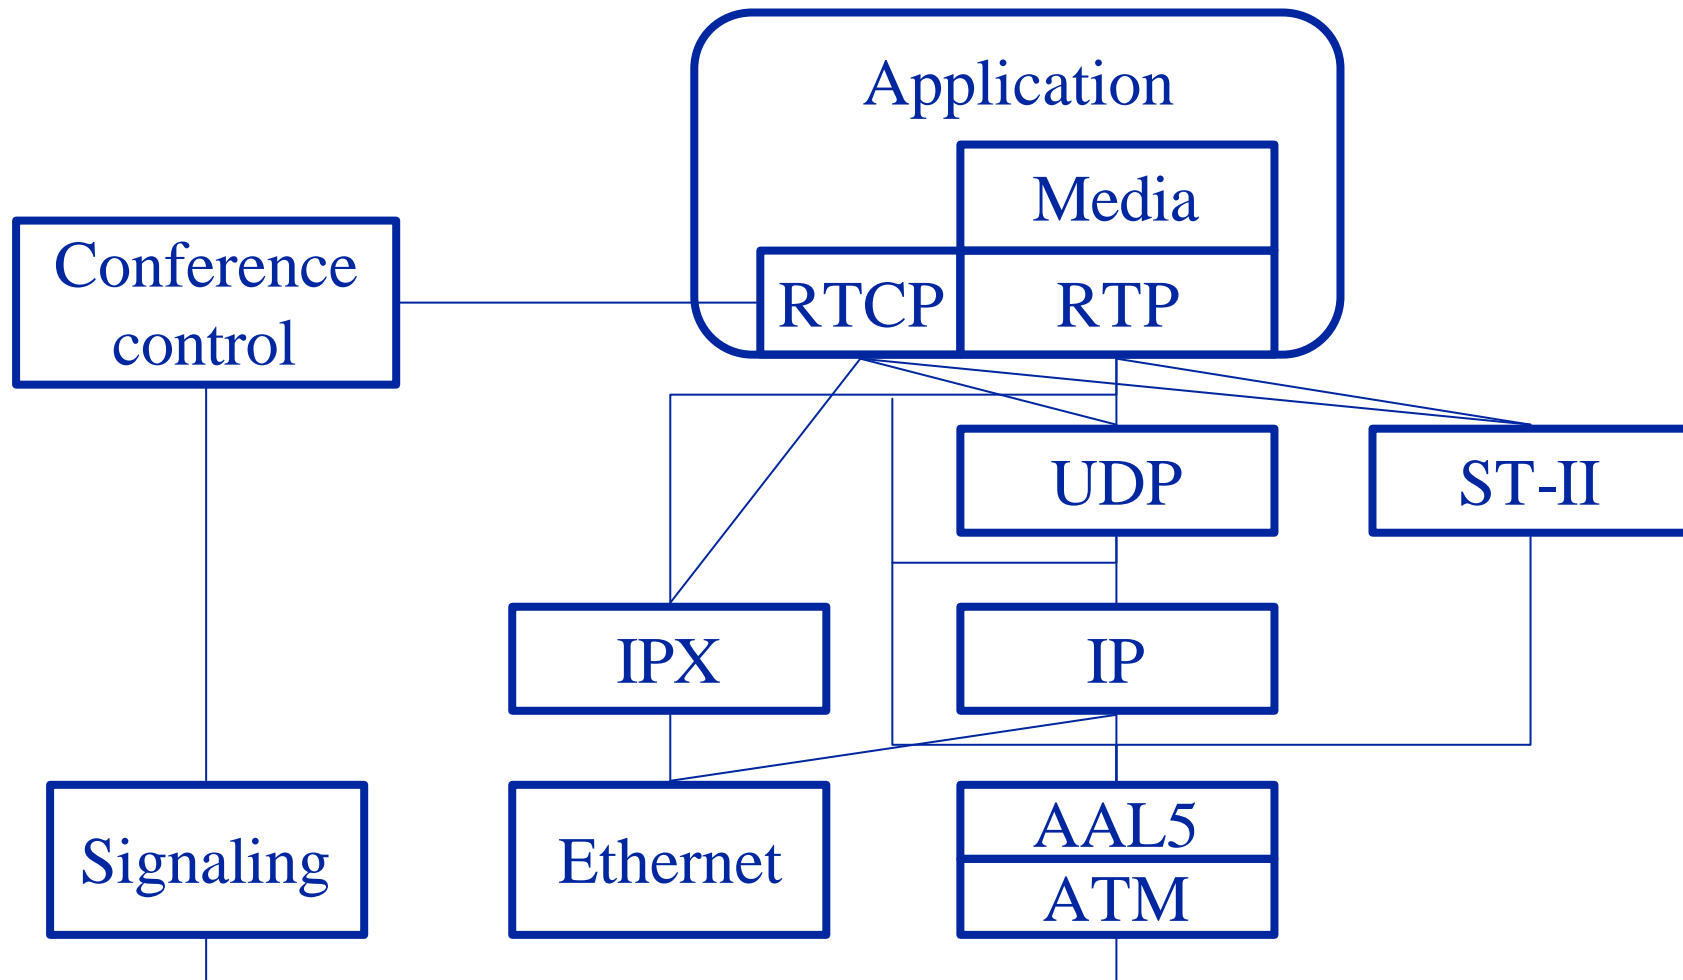 Application
Media
Conference
control
RTCP
RTP
UDP
ST-II
IPX
IP
Signaling
Ethernet
AAL5
ATM